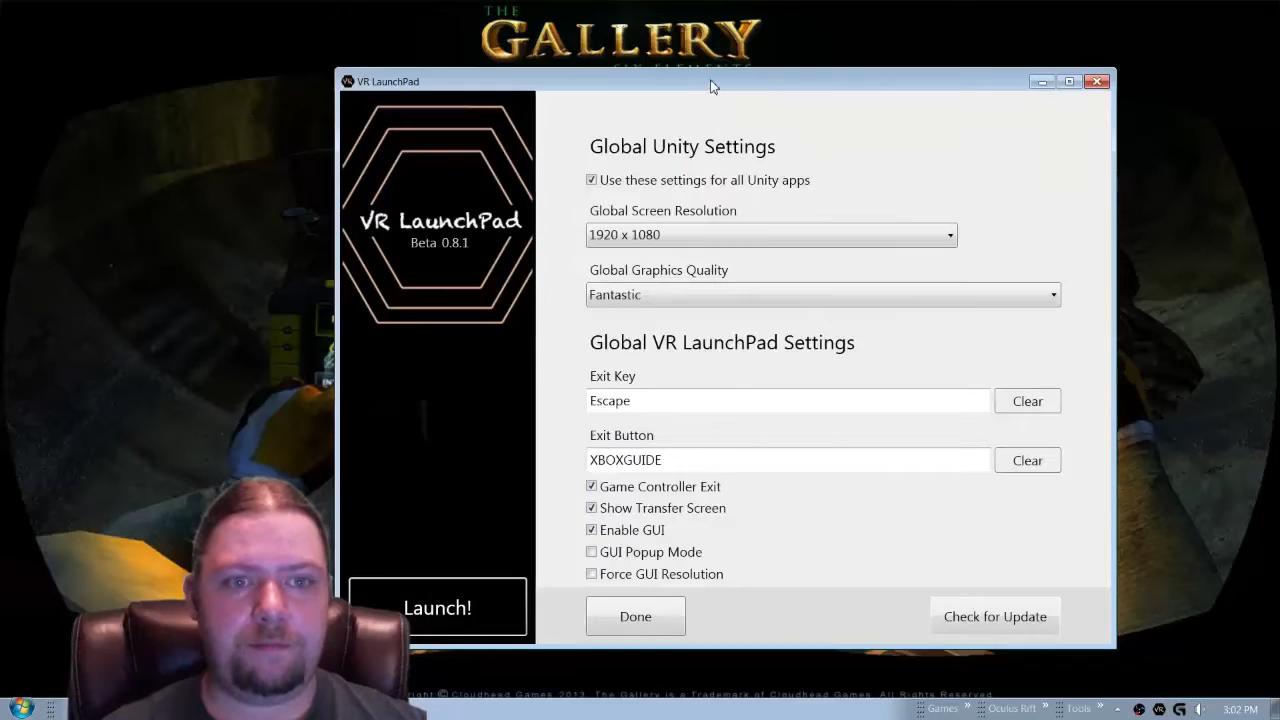 THE
GALLERY
VR LaunchPad
Global Unity Settings
Use these settings for all Unity apps
Global Screen Resolution
1920 x 1080
VR LaunchPad
Beta 0.8.1
Global Graphics Quality
Fantastic
Global VR LaunchPad Settings
Exit Key
Escape
Clear
Exit Button
XBOXGUIDE
Clear
Game Controller Exit
Show Transfer Screen
Enable GUI
GUI Popup Mode
Force GUI Resolution
Launch!
Done
Check for Update
Cloudhead Games 2013. The Gallery is a Trademark of Cloudhead Games. All Rights Reserved
Games
Oculus Rift
Tools
3:02 PM